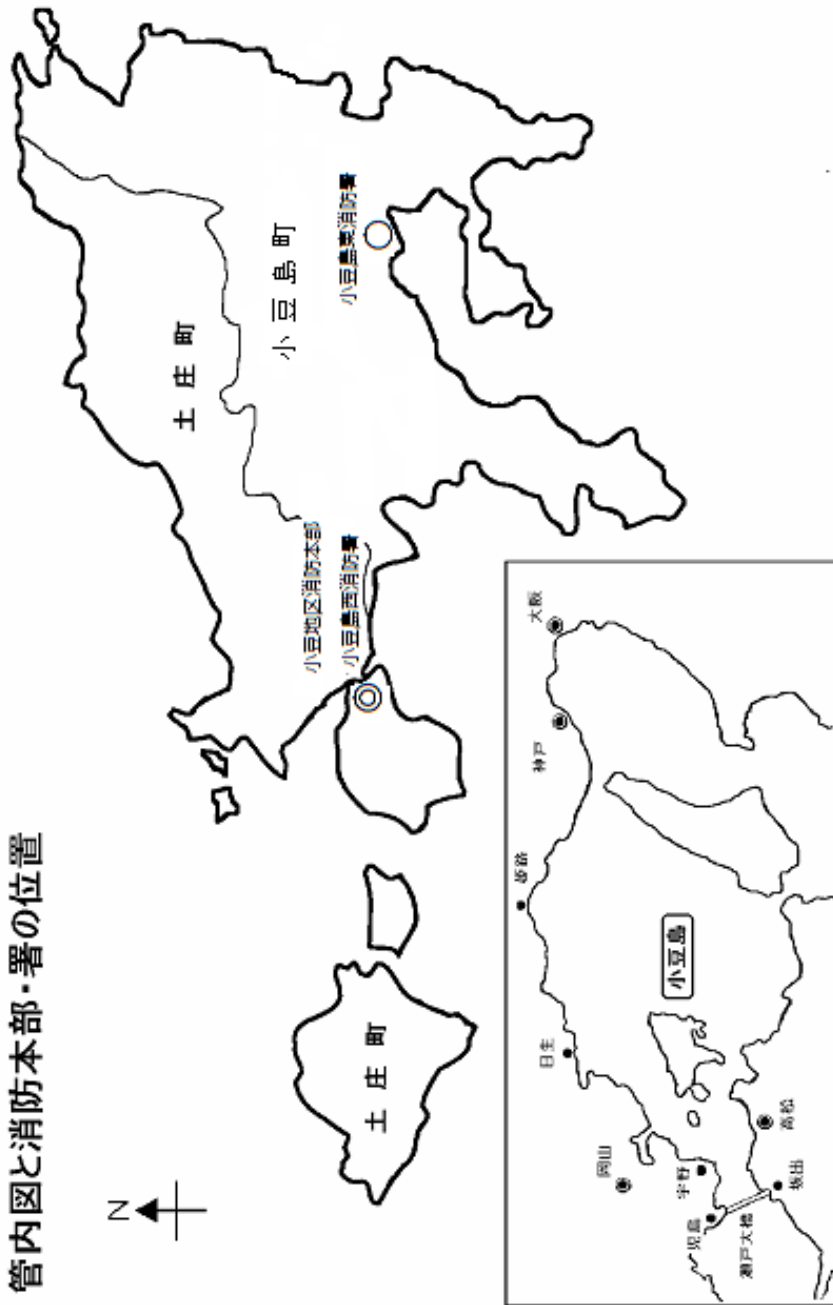 管内図と消防本部・署の位置
N
土庄町
小豆島町
小豆島東消防署
小豆地区消防本部
小豆島西消防署
土庄町
大阪
神戸
姫路
日生
小豆島
岡山
宇野
高松
児島
坂出
瀬戸大橋